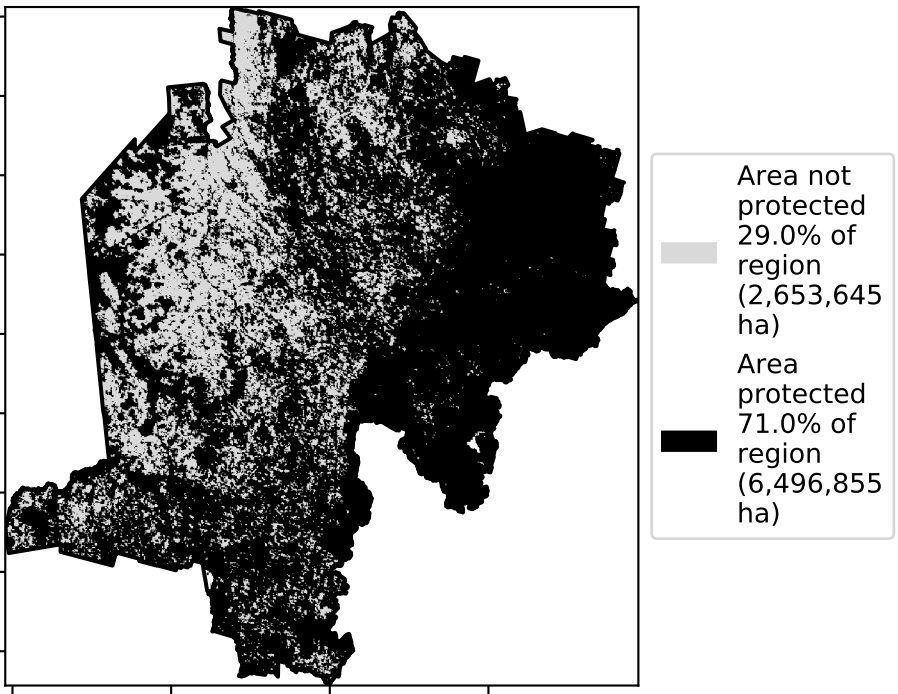 Area not
protected
29.0% of
region
(2,653,645
ha)
Area
protected
71.0% of
region
(6,496,855
ha)